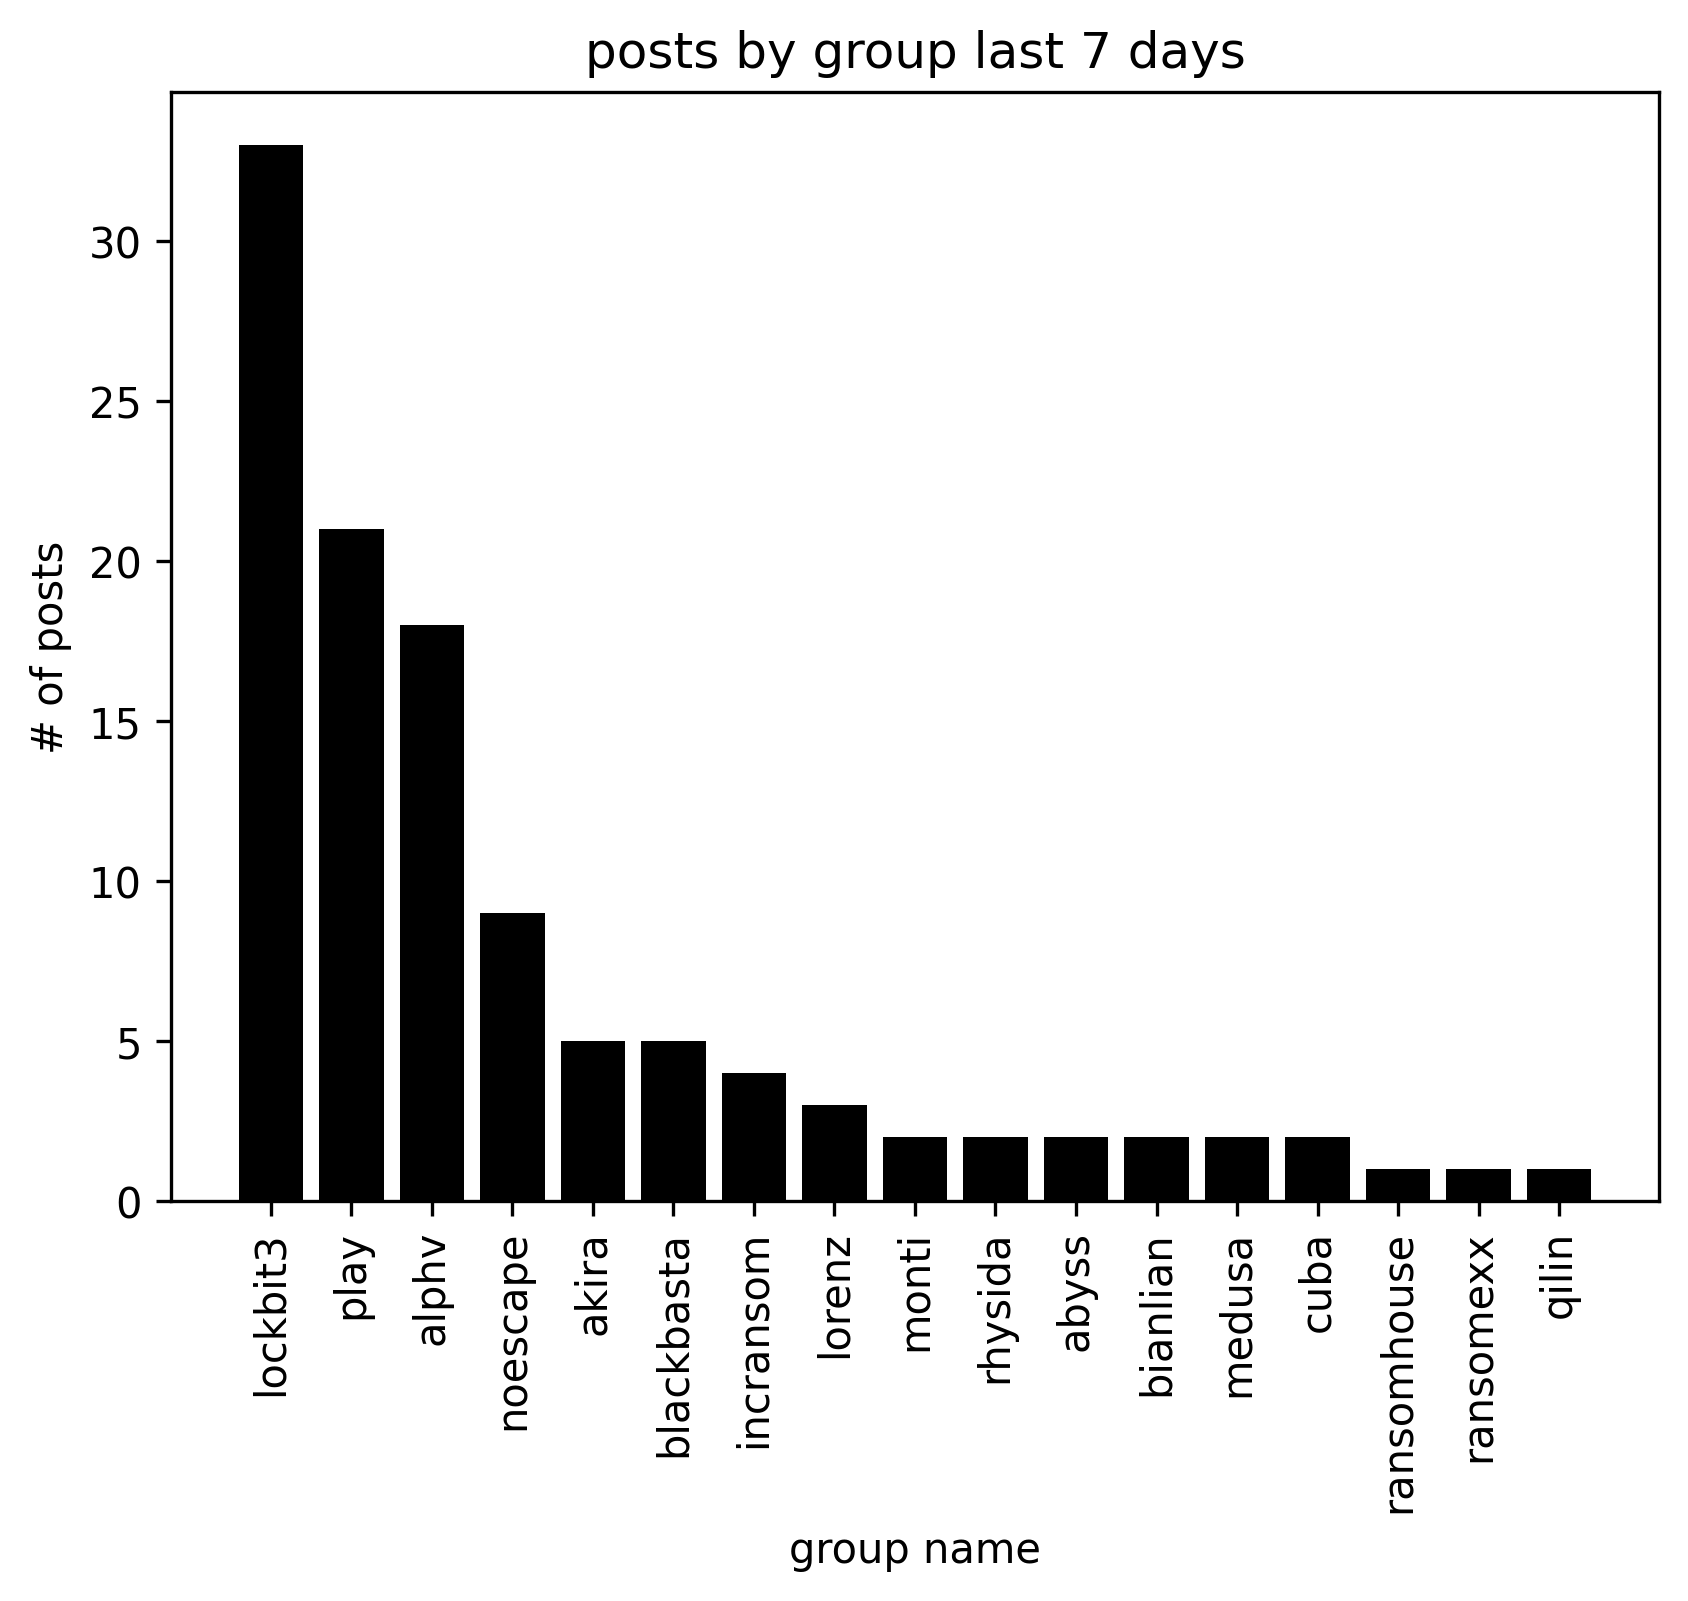 posts by group last 7 days
# of posts
30
25
20
15
10
5
0
lockbit3
play
alphv
noescape
akira
blackbasta
incransom
lorenz
monti
rhysida
abyss
bianlian
medusa
cuba
ransomhouse
ransomexx
qilin
group name